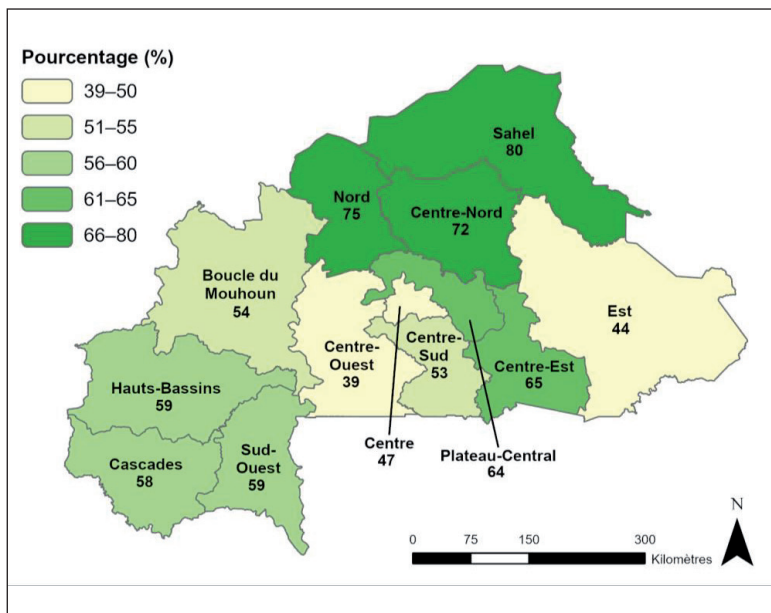 Pourcentage (%)
39–50
51–55
56–60
61–65
66–80
Sahel
80
Nord
75
Centre-Nord
72
Boucle du
Mouhoun
54
Est
44
Centre-
Ouest
39
Centre-
Sud
53
Centre-Est
65
Hauts-Bassins
59
Centre
47
Plateau-Central
64
Cascades
58
Sud-
Ouest
59
N
0 75 150 300
Kilomètres